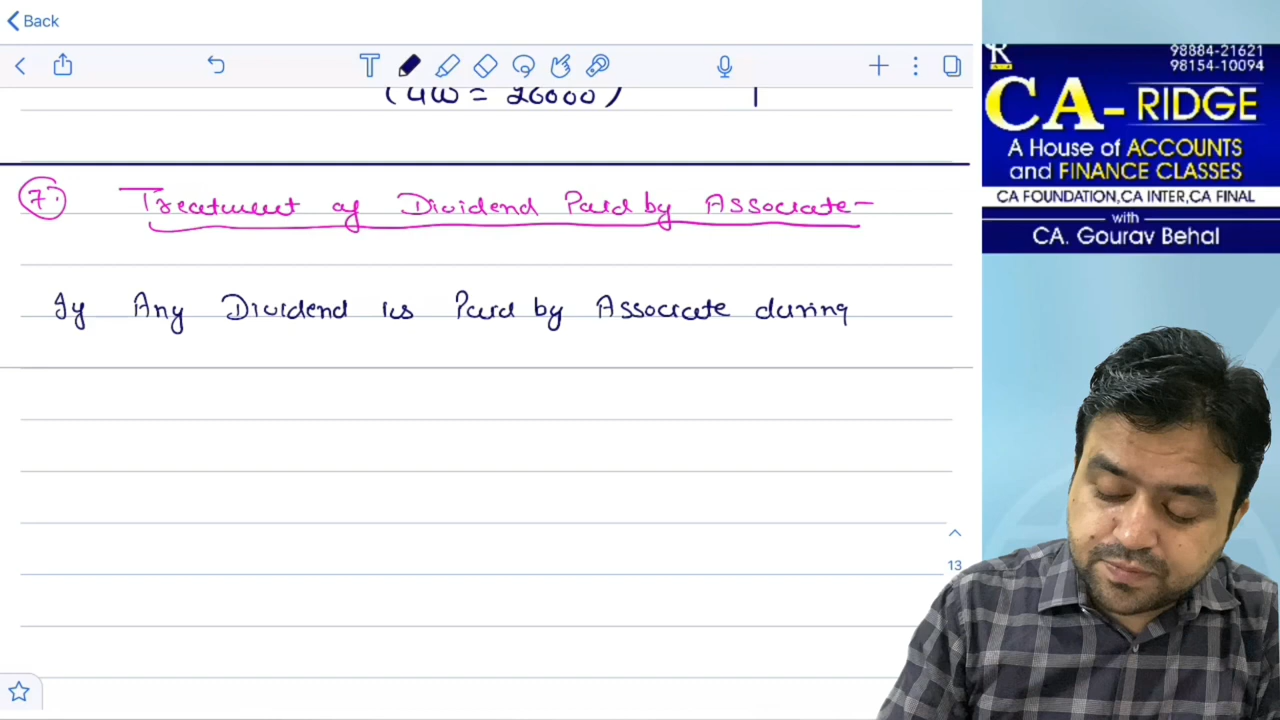 Back
T
(GW = 26000)
7. Treatment of Dividend Paid by Associate-
If Any Dividend is Paid by Associate during
13
98884-21621
98154-10094
CA-RIDGE
A House of ACCOUNTS
and FINANCE CLASSES
CA FOUNDATION,CA INTER,CA FINAL
with
CA. Gourav Behal